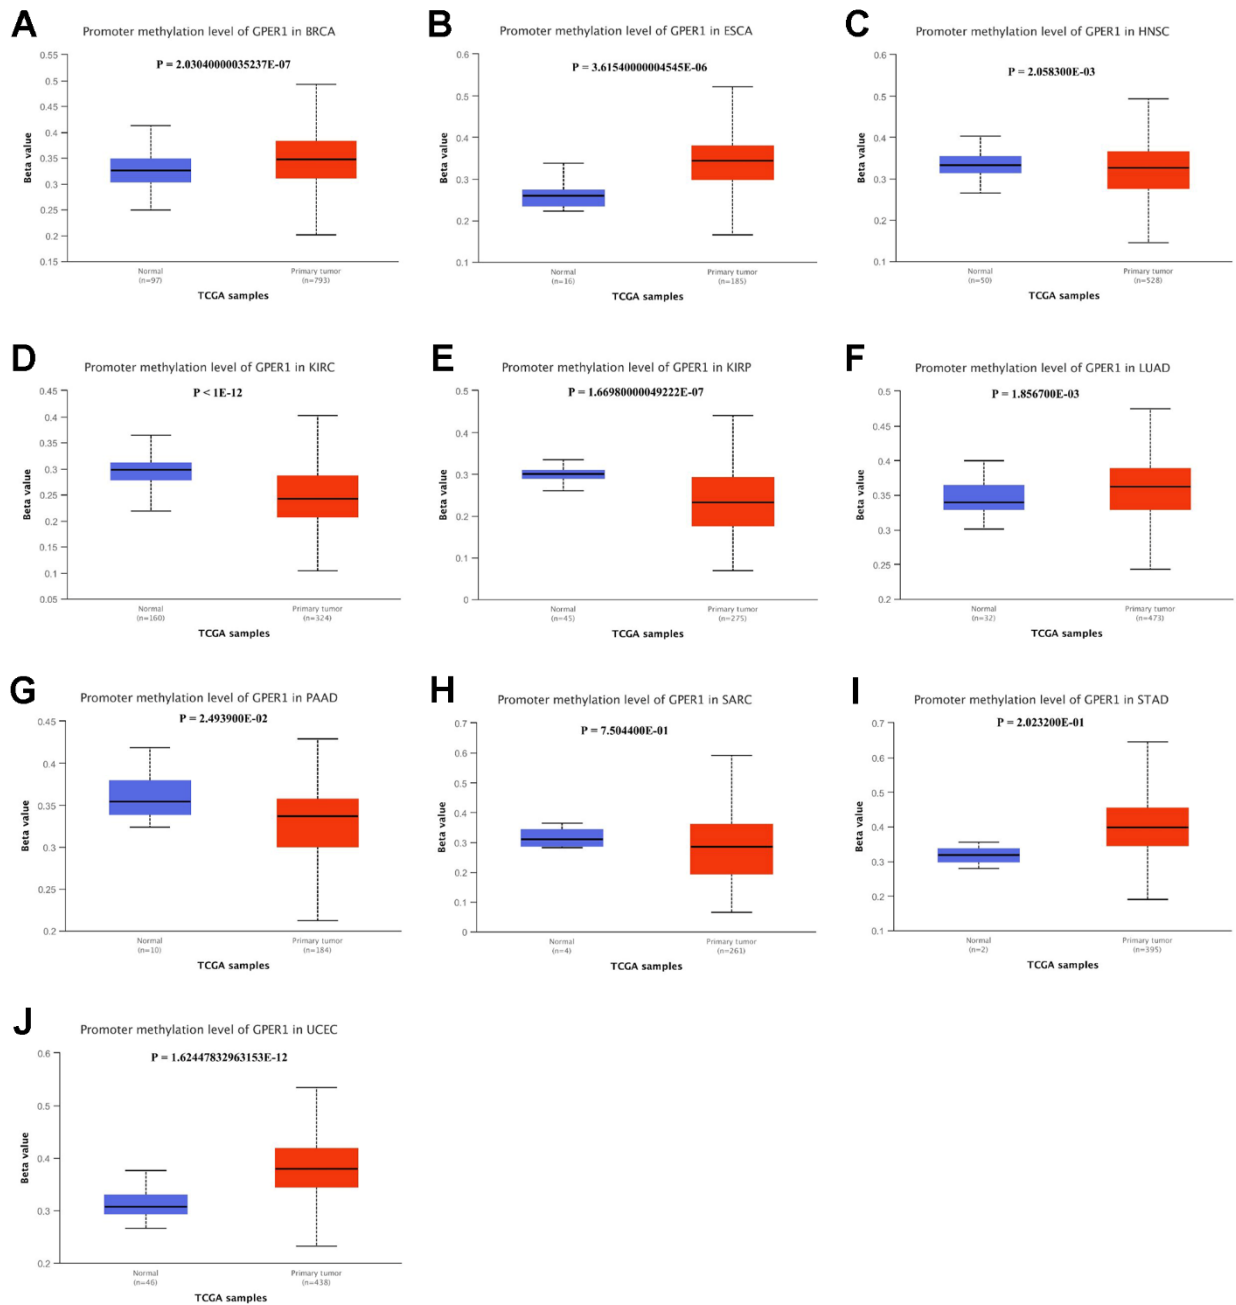 A
Promoter methylation level of GPER1 in BRCA
P = 2.03040000035237E-07
0.55
0.5
0.45
0.4
0.35
0.3
0.25
0.2
0.15
Beta value
Normal
(n=97)
Primary tumor
(n=793)
TCGA samples
B
Promoter methylation level of GPER1 in ESCA
P = 3.61540000004545E-06
0.6
0.5
0.4
0.3
0.2
0.1
Beta value
Normal
(n=16)
Primary tumor
(n=185)
TCGA samples
C
Promoter methylation level of GPER1 in HNSC
P = 2.058300E-03
0.6
0.5
0.4
0.3
0.2
0.1
Beta value
Normal
(n=50)
Primary tumor
(n=528)
TCGA samples
D
Promoter methylation level of GPER1 in KIRC
P < 1E-12
0.45
0.4
0.35
0.3
0.25
0.2
0.15
0.1
0.05
Beta value
Normal
(n=160)
Primary tumor
(n=324)
TCGA samples
E
Promoter methylation level of GPER1 in KIRP
P = 1.66980000049222E-07
0.5
0.4
0.3
0.2
0.1
0
Beta value
Normal
(n=45)
Primary tumor
(n=275)
TCGA samples
F
Promoter methylation level of GPER1 in LUAD
P = 1.856700E-03
0.5
0.45
0.4
0.35
0.3
0.25
0.2
Beta value
Normal
(n=32)
Primary tumor
(n=473)
TCGA samples
G
Promoter methylation level of GPER1 in PAAD
P = 2.493900E-02
0.45
0.4
0.35
0.3
0.25
0.2
Beta value
Normal
(n=10)
Primary tumor
(n=184)
TCGA samples
H
Promoter methylation level of GPER1 in SARC
P = 7.504400E-01
0.7
0.6
0.5
0.4
0.3
0.2
0.1
0
Beta value
Normal
(n=4)
Primary tumor
(n=261)
TCGA samples
I
Promoter methylation level of GPER1 in STAD
P = 2.023200E-01
0.7
0.6
0.5
0.4
0.3
0.2
0.1
Beta value
Normal
(n=2)
Primary tumor
(n=395)
TCGA samples
J
Promoter methylation level of GPER1 in UCEC
P = 1.62447832963153E-12
0.6
0.5
0.4
0.3
0.2
Beta value
Normal
(n=46)
Primary tumor
(n=438)
TCGA samples